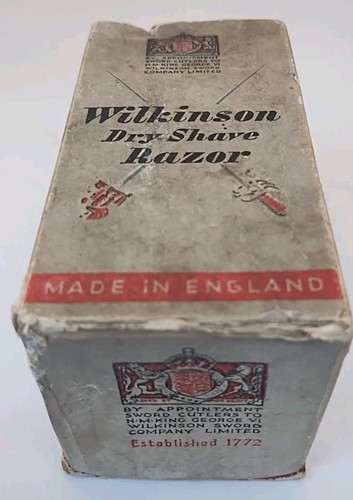 BY APPOINTMENT
SWORD CUTLERS TO
H·M·KING GEORGE VI
WILKINSON SWORD
COMPANY LIMITED
Wilkinson
Dry-Shave
Razor
MADE IN ENGLAND
BY APPOINTMENT
SWORD CUTLERS TO
H·M·KING GEORGE VI
WILKINSON SWORD
COMPANY LIMITED
Established 1772